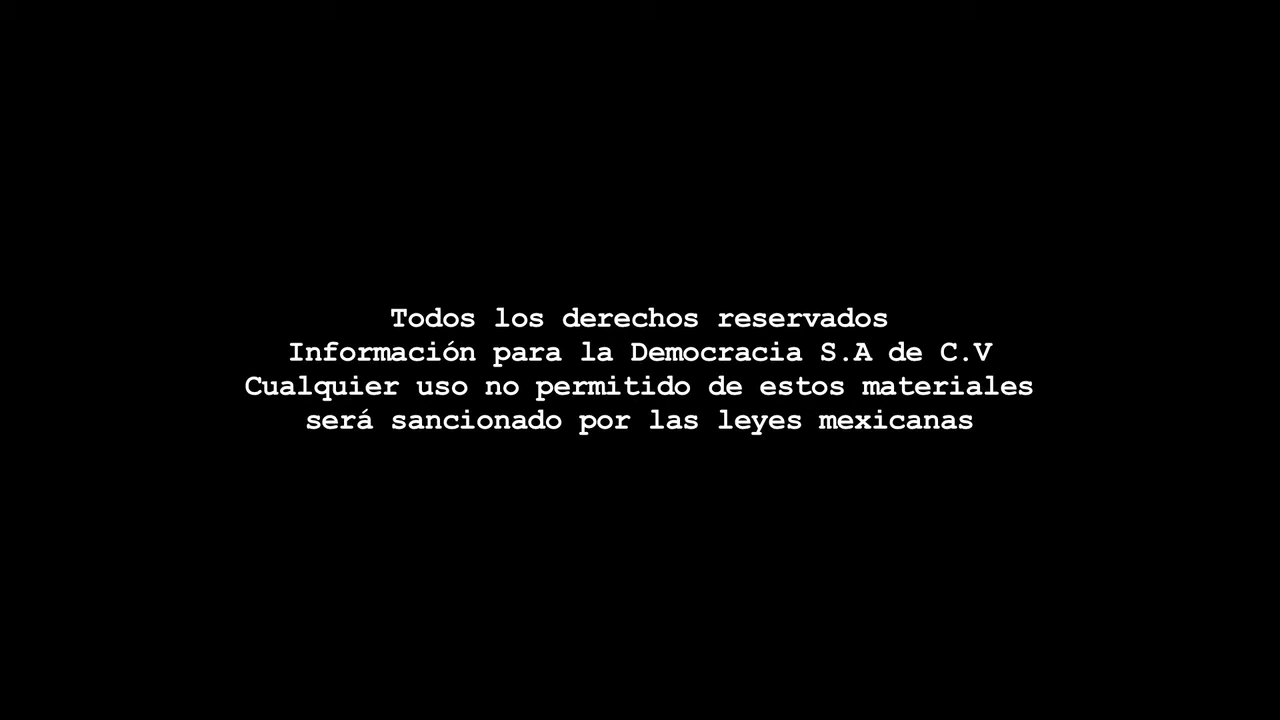 Todos los derechos reservados
Información para la Democracia S.A de C.V
Cualquier uso no permitido de estos materiales
será sancionado por las leyes mexicanas